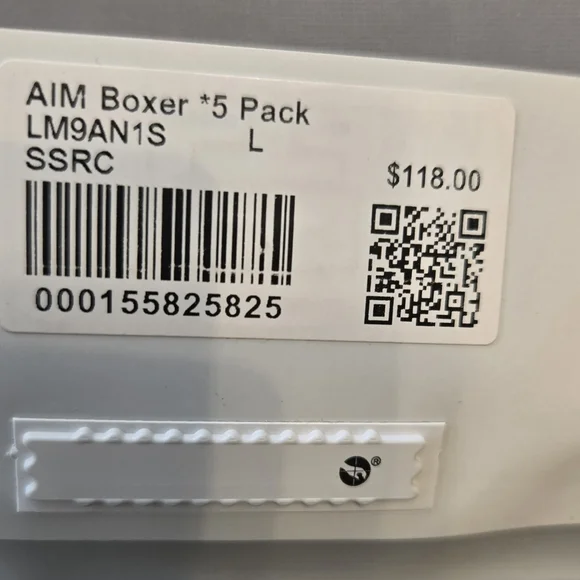 AIM Boxer *5 Pack
LM9AN1S L
SSRC
$118.00
000155825825
®